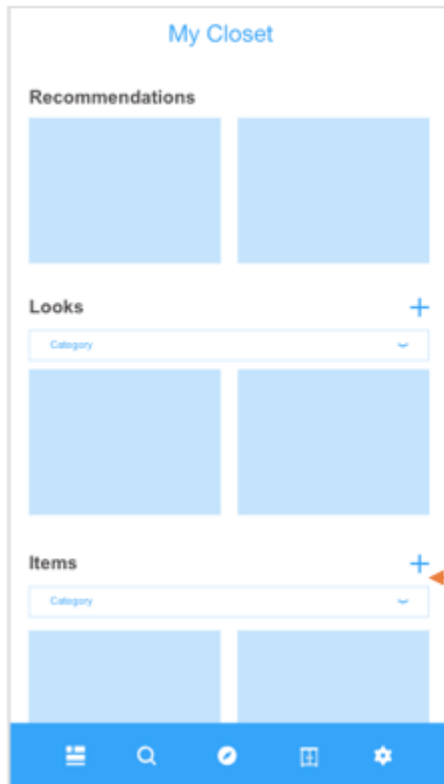 My Closet
Recommendations
Looks
Category
Items
Category